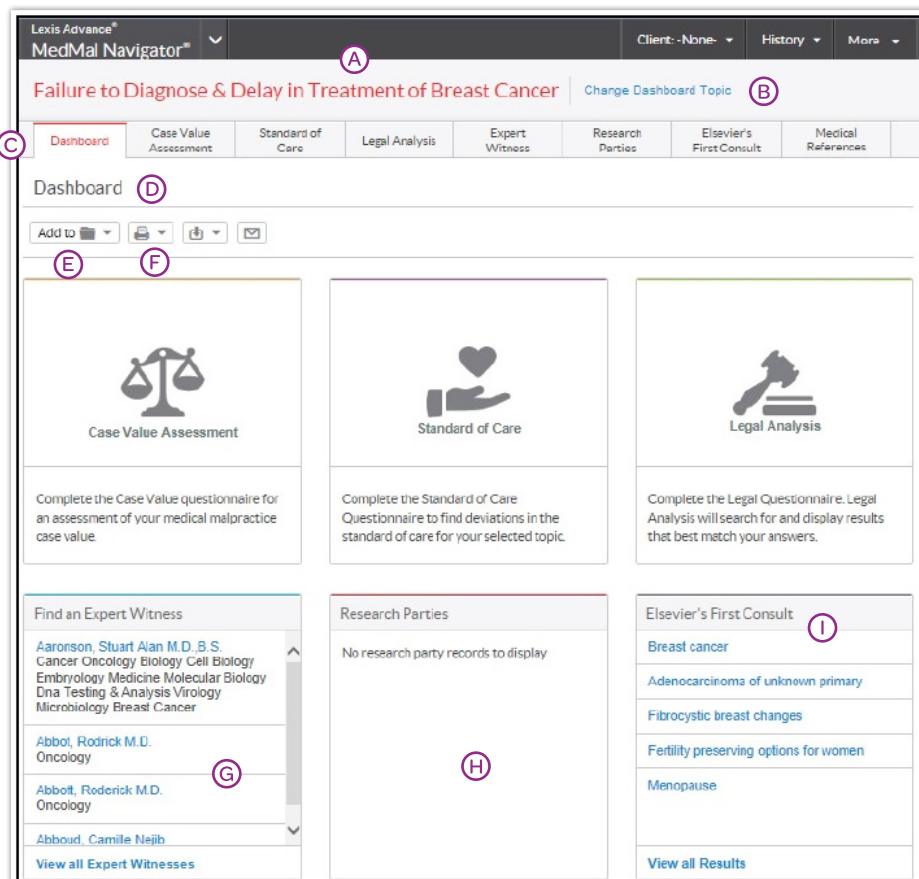 Lexis Advance®
MedMal Navigator®
Client: -None-
History
More
A
Failure to Diagnose & Delay in Treatment of Breast Cancer
Change Dashboard Topic
B
C
Dashboard
Case Value
Assessment
Standard of
Care
Legal Analysis
Expert
Witness
Research
Parties
Elsevier's
First Consult
Medical
References
Dashboard
D
Add to
E
F
Case Value Assessment
Complete the Case Value questionnaire for
an assessment of your medical malpractice
case value.
Standard of Care
Complete the Standard of Care
Questionnaire to find deviations in the
standard of care for your selected topic.
Legal Analysis
Complete the Legal Questionnaire. Legal
Analysis will search for and display results
that best match your answers.
Find an Expert Witness
Aaronson, Stuart Alan M.D.,B.S.
Cancer Oncology Biology Cell Biology
Embryology Medicine Molecular Biology
Dna Testing & Analysis Virology
Microbiology Breast Cancer
Abbot, Rodrick M.D.
Oncology
G
Abbott, Roderick M.D.
Oncology
Abboud, Camille Nejib
View all Expert Witnesses
Research Parties
No research party records to display
H
Elsevier's First Consult
I
Breast cancer
Adenocarcinoma of unknown primary
Fibrocystic breast changes
Fertility preserving options for women
Menopause
View all Results